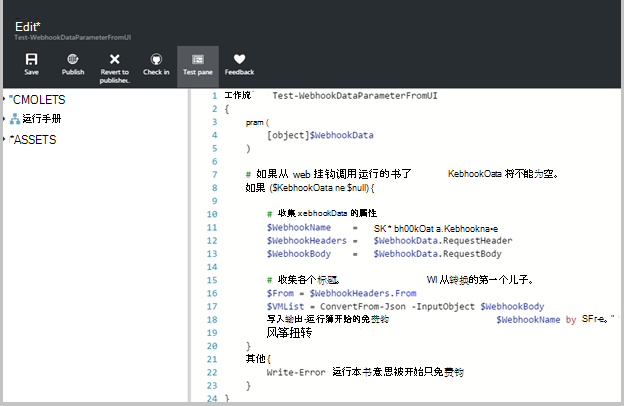 Edit*
Test-WebhookDataParameterFromUI
Save
Publish
Revert to publishec.
Check in
Test pane
Feedback
"CMOLETS
运行手册
*ASSETS
1 工作流` Test-WebhookDataParameterFromUI
2 {
3 pram (
4 [object]$WebhookData
5 )
6
7 # 如果从 web 挂钩调用运行的书了 KebhookOata 将不能为空。
8 如果 ($KebhookOata ne $null) {
9
10 # 收集 xebhookData 的属性
11 $WebhookName = SK* bh00kOat a.Kebhookna•e
12 $WebhookHeaders = $WebhookData.RequestHeader
13 $WebhookBody = $WebhookData.RequestBody
14
15 # 收集各个标题。 WI 从转换的第一个儿子。
16 $From = $WebhookHeaders.From
17 $VMList = ConvertFrom-Json -InputObject $WebhookBody
18 写入输出-运行簿开始的免费钩 $WebhookName by SFr•e。"
19 风筝扭转
20 }
21 其他 {
22 Write-Error 运行本书意思被开始只免费钩
23 }
24 }